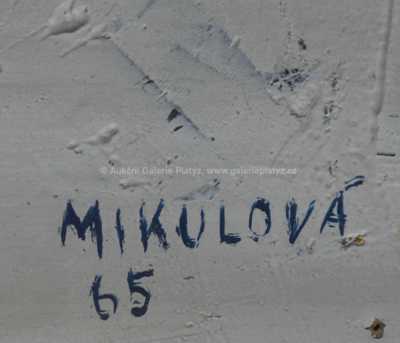 © Aukční Galerie Platýz, www.galerieplatyz.cz
MIKULOVÁ
65